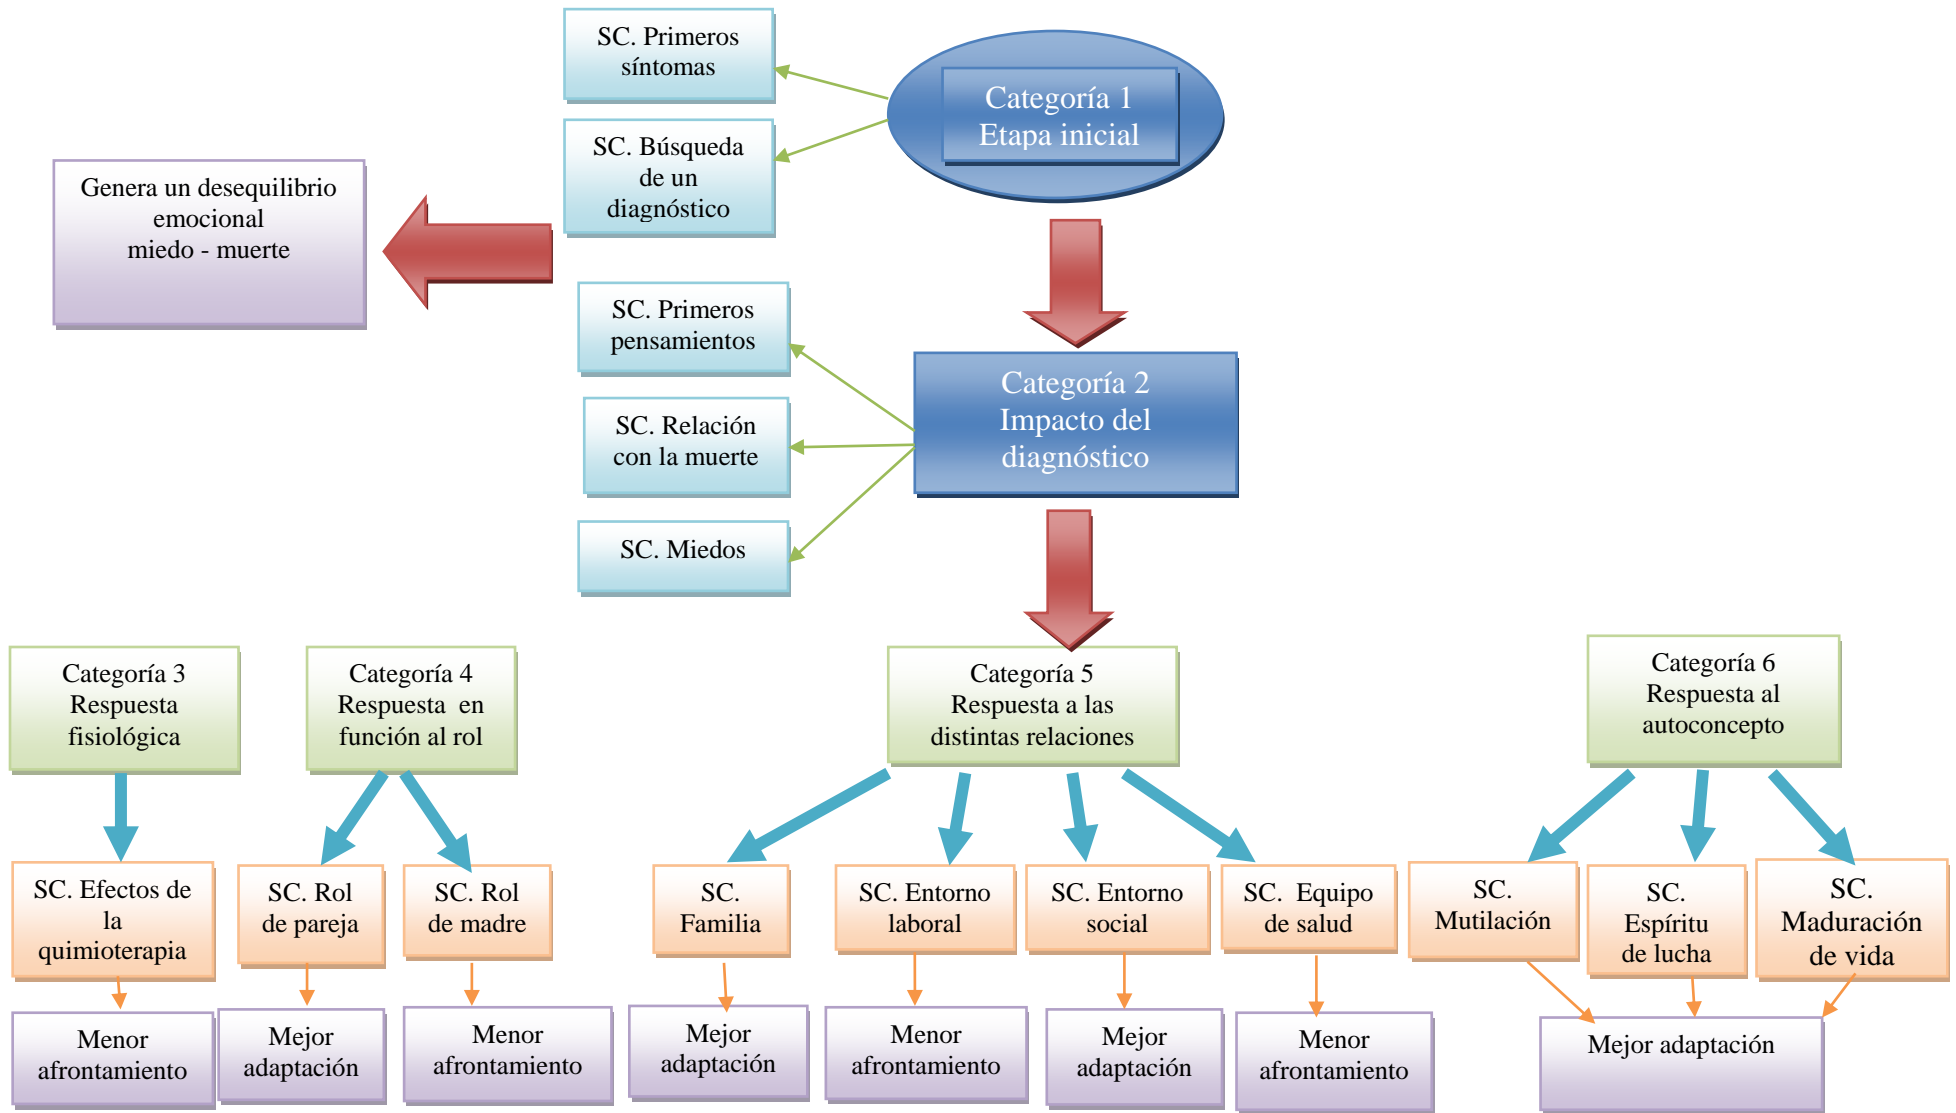 SC. Primeros
síntomas
Categoría 1
Etapa inicial
SC. Búsqueda
de un
diagnóstico
Genera un desequilibrio
emocional
miedo - muerte
SC. Primeros
pensamientos
Categoría 2
Impacto del
diagnóstico
SC. Relación
con la muerte
SC. Miedos
Categoría 3
Respuesta
fisiológica
Categoría 4
Respuesta  en
función al rol
Categoría 5
Respuesta a las
distintas relaciones
Categoría 6
Respuesta al
autoconcepto
SC. Efectos de
la
quimioterapia
SC. Rol
de pareja
SC. Rol
de madre
SC.
Familia
SC. Entorno
laboral
SC. Entorno
social
SC.  Equipo
de salud
SC.
Mutilación
SC.
Espíritu
de lucha
SC.
Maduración
de vida
Menor
afrontamiento
Mejor
adaptación
Menor
afrontamiento
Mejor
adaptación
Menor
afrontamiento
Mejor
adaptación
Menor
afrontamiento
Mejor adaptación